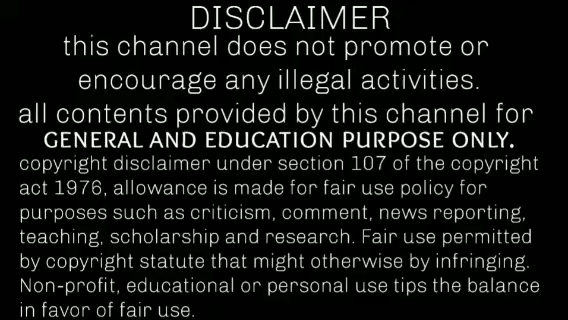 DISCLAIMER
this channel does not promote or
encourage any illegal activities.
all contents provided by this channel for
GENERAL AND EDUCATION PURPOSE ONLY.
copyright disclaimer under section 107 of the copyright
act 1976, allowance is made for fair use policy for
purposes such as criticism, comment, news reporting,
teaching, scholarship and research. Fair use permitted
by copyright statute that might otherwise by infringing.
Non-profit, educational or personal use tips the balance
in favor of fair use.